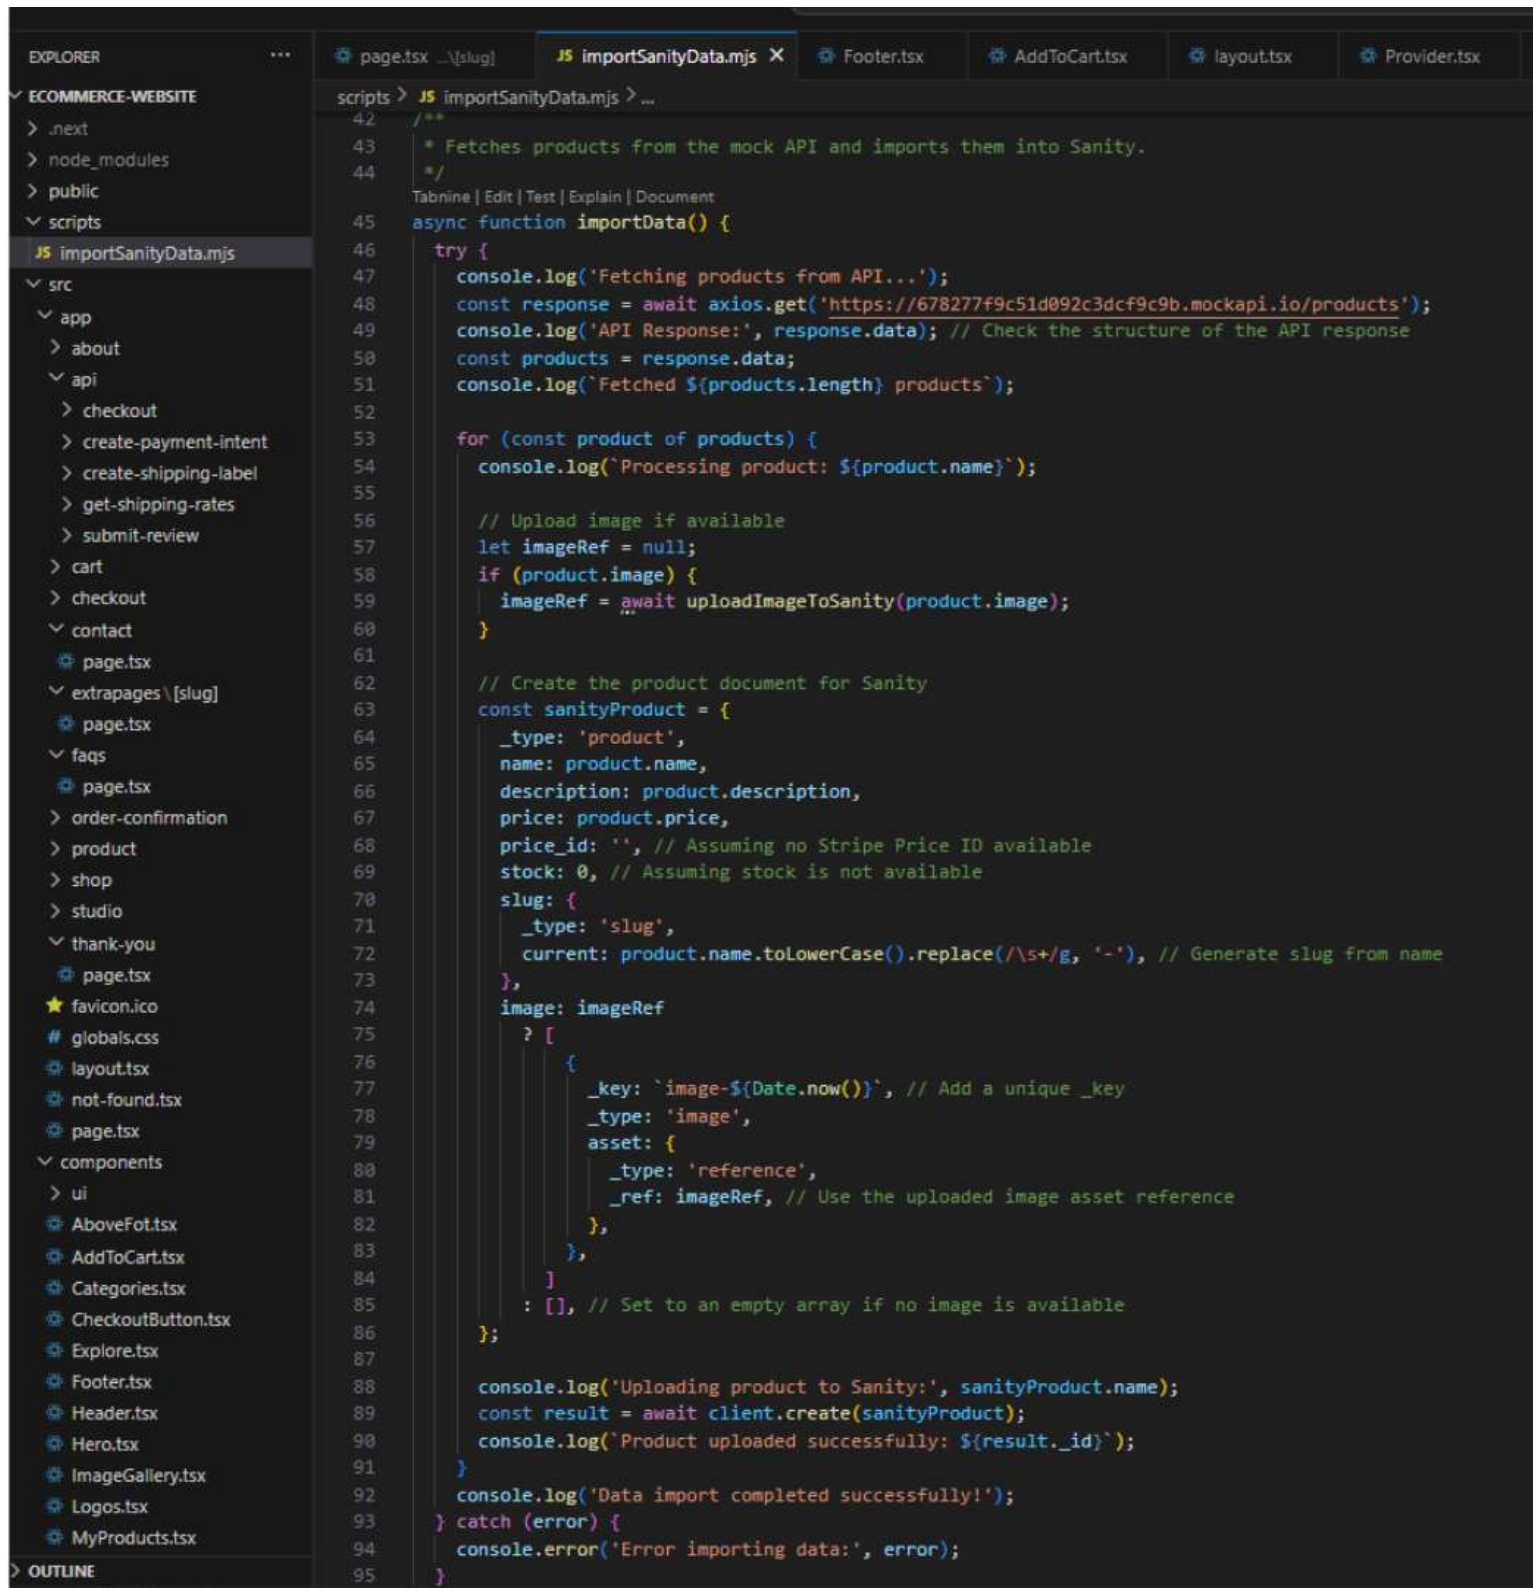 EXPLORER
ECOMMERCE-WEBSITE
.next
node_modules
public
scripts
JS importSanityData.mjs
src
app
about
api
checkout
create-payment-intent
create-shipping-label
get-shipping-rates
submit-review
cart
checkout
contact
page.tsx
extrapages\[slug]
page.tsx
faqs
page.tsx
order-confirmation
product
shop
studio
thank-you
page.tsx
favicon.ico
# globals.css
layout.tsx
not-found.tsx
page.tsx
components
ui
AboveFot.tsx
AddToCart.tsx
Categories.tsx
CheckoutButton.tsx
Explore.tsx
Footer.tsx
Header.tsx
Hero.tsx
ImageGallery.tsx
Logos.tsx
MyProducts.tsx
OUTLINE
page.tsx ...\[slug] JS importSanityData.mjs Footer.tsx AddToCart.tsx layout.tsx Provider.tsx
scripts > JS importSanityData.mjs > ...
42 /**
43 * Fetches products from the mock API and imports them into Sanity.
44 */
Tabnine | Edit | Test | Explain | Document
45 async function importData() {
46 try {
47 console.log('Fetching products from API...');
48 const response = await axios.get('https://678277f9c51d092c3dcf9c9b.mockapi.io/products');
49 console.log('API Response:', response.data); // Check the structure of the API response
50 const products = response.data;
51 console.log(`Fetched ${products.length} products`);
52
53 for (const product of products) {
54 console.log(`Processing product: ${product.name}`);
55
56 // Upload image if available
57 let imageRef = null;
58 if (product.image) {
59 imageRef = await uploadImageToSanity(product.image);
60 }
61
62 // Create the product document for Sanity
63 const sanityProduct = {
64 _type: 'product',
65 name: product.name,
66 description: product.description,
67 price: product.price,
68 price_id: '', // Assuming no Stripe Price ID available
69 stock: 0, // Assuming stock is not available
70 slug: {
71 _type: 'slug',
72 current: product.name.toLowerCase().replace(/\s+/g, '-'), // Generate slug from name
73 },
74 image: imageRef
75 ? [
76 {
77 _key: `image-${Date.now()}`, // Add a unique _key
78 _type: 'image',
79 asset: {
80 _type: 'reference',
81 _ref: imageRef, // Use the uploaded image asset reference
82 },
83 },
84 ]
85 : [], // Set to an empty array if no image is available
86 };
87
88 console.log('Uploading product to Sanity:', sanityProduct.name);
89 const result = await client.create(sanityProduct);
90 console.log(`Product uploaded successfully: ${result._id}`);
91 }
92 console.log('Data import completed successfully!');
93 } catch (error) {
94 console.error('Error importing data:', error);
95 }